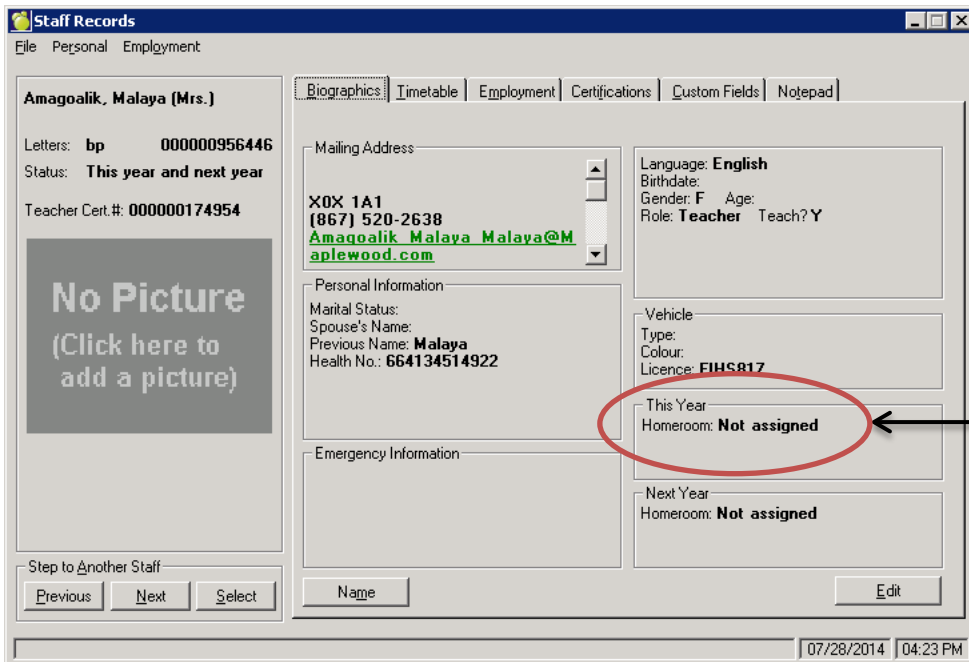 Staff Records
File Personal Employment
Amagoalik, Malaya (Mrs.)
Letters: bp 000000956446
Status: This year and next year
Teacher Cert.#: 000000174954
No Picture
(Click here to
add a picture)
Step to Another Staff
Previous Next Select
Biographics Timetable Employment Certifications Custom Fields Notepad
Mailing Address
X0X 1A1
(867) 520-2638
Amagoalik_Malaya_Malaya@M
aplewood.com
Personal Information
Marital Status:
Spouse's Name:
Previous Name: Malaya
Health No.: 664134514922
Emergency Information
Name
Language: English
Birthdate:
Gender: F Age:
Role: Teacher Teach? Y
Vehicle
Type:
Colour:
Licence:
This Year
Homeroom: Not assigned
Next Year
Homeroom: Not assigned
Edit
07/28/2014 04:23 PM